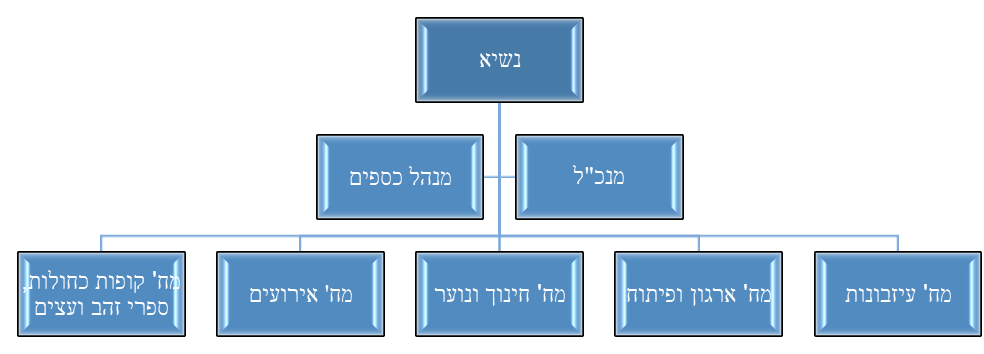 נשיא
מנכ"ל
מנהל כספים
מח' עיזבונות
מח' ארגון ופיתוח
מח' חינוך ונוער
מח' אירועים
מח' קופות כחולות,
ספרי זהב ועצים